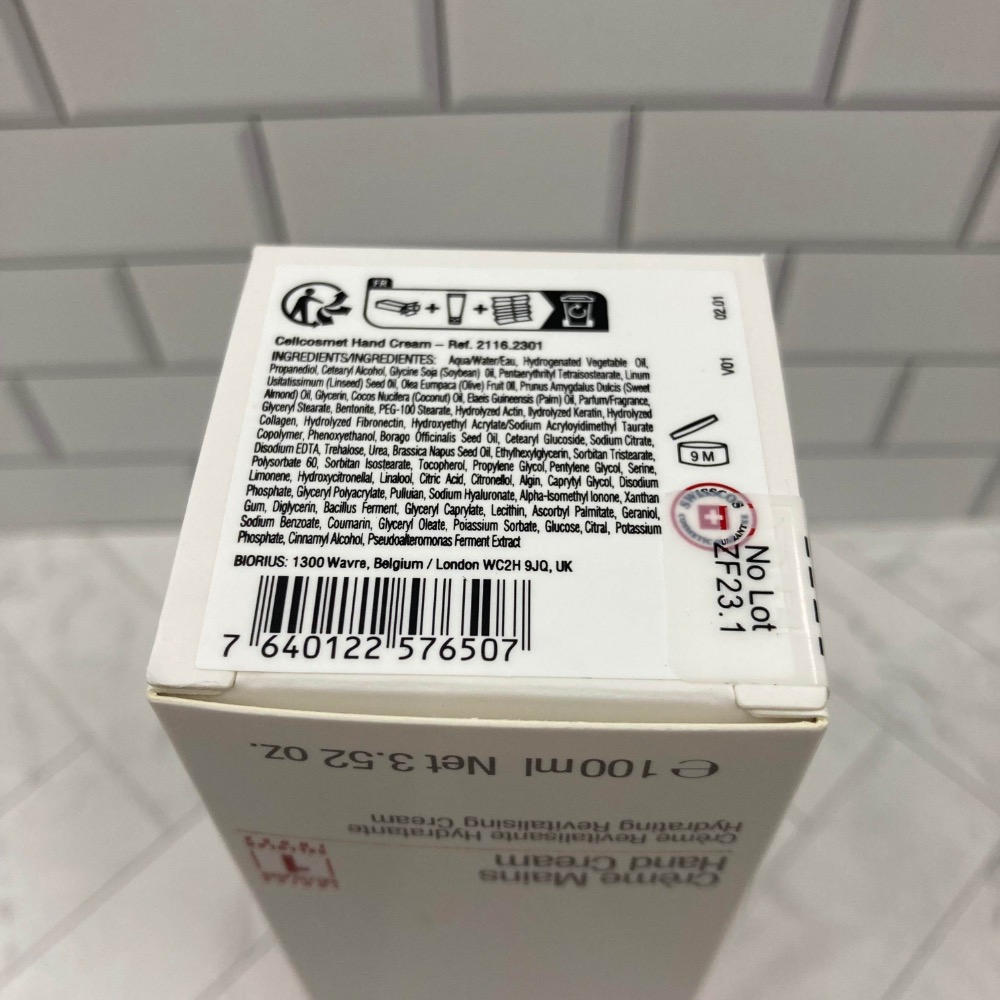 FR
Cellcosmet Hand Cream – Ref. 2116.2301
INGREDIENTS/INGREDIENTES: Aqua/Water/Eau, Hydrogenated Vegetable Oil,
Propanediol, Cetearyl Alcohol, Glycine Soja (Soybean) Oil, Pentaerythrityl Tetraisostearate, Linum
Usitatissimum (Linseed) Seed Oil, Olea Europaea (Olive) Fruit Oil, Prunus Amygdalus Dulcis (Sweet
Almond) Oil, Glycerin, Cocos Nucifera (Coconut) Oil, Elaeis Guineensis (Palm) Oil, Parfum/Fragrance,
Glyceryl Stearate, Bentonite, PEG-100 Stearate, Hydrolyzed Actin, Hydrolyzed Keratin, Hydrolyzed
Collagen, Hydrolyzed Fibronectin, Hydroxyethyl Acrylate/Sodium Acryloyldimethyl Taurate
Copolymer, Phenoxyethanol, Borago Officinalis Seed Oil, Cetearyl Glucoside, Sodium Citrate,
Disodium EDTA, Trehalose, Urea, Brassica Napus Seed Oil, Ethylhexylglycerin, Sorbitan Tristearate,
Polysorbate 60, Sorbitan Isostearate, Tocopherol, Propylene Glycol, Pentylene Glycol, Serine,
Limonene, Hydroxycitronellal, Linalool, Citric Acid, Citronellol, Algin, Caprylyl Glycol, Disodium
Phosphate, Glyceryl Polyacrylate, Pullulan, Sodium Hyaluronate, Alpha-Isomethyl Ionone, Xanthan
Gum, Diglycerin, Bacillus Ferment, Glyceryl Caprylate, Lecithin, Ascorbyl Palmitate, Geraniol,
Sodium Benzoate, Coumarin, Glyceryl Oleate, Potassium Sorbate, Glucose, Citral, Potassium
Phosphate, Cinnamyl Alcohol, Pseudoalteromonas Ferment Extract
BIORIUS: 1300 Wavre, Belgium / London WC2H 9JQ, UK
7 640122 576507
02.01
V01
9 M
SWISSCOS
No Lot
ZF23.1
e 100 ml Net 3.52 oz.
Crème Revitalisante Hydratante
Hydrating Revitalising Cream
Crème Mains
Hand Cream